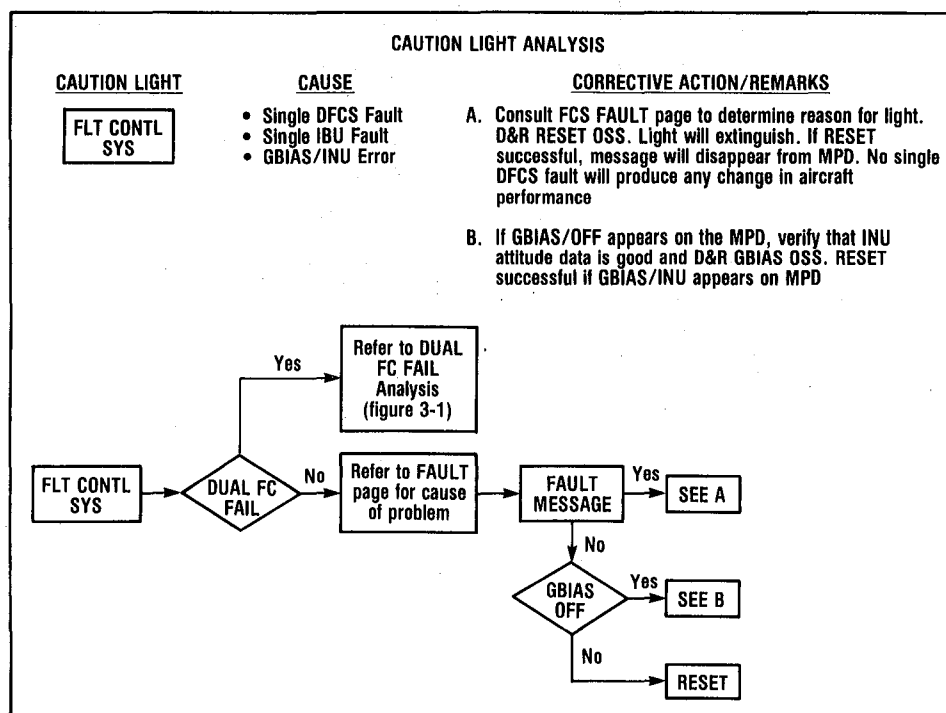 CAUTION LIGHT ANALYSIS
CAUTION LIGHT
FLT CONTL
SYS
CAUSE
• Single DFCS Fault
• Single IBU Fault
• GBIAS/INU Error
CORRECTIVE ACTION/REMARKS
A. Consult FCS FAULT page to determine reason for light.
D&R RESET OSS. Light will extinguish. If RESET
successful, message will disappear from MPD. No single
DFCS fault will produce any change in aircraft
performance
B. If GBIAS/OFF appears on the MPD, verify that INU
attitude data is good and D&R GBIAS OSS. RESET
successful if GBIAS/INU appears on MPD
FLT CONTL
SYS
DUAL FC
FAIL
Yes
Refer to DUAL
FC FAIL
Analysis
(figure 3-1)
No
Refer to FAULT
page for cause
of problem
FAULT
MESSAGE
Yes
SEE A
No
GBIAS
OFF
Yes
SEE B
No
RESET